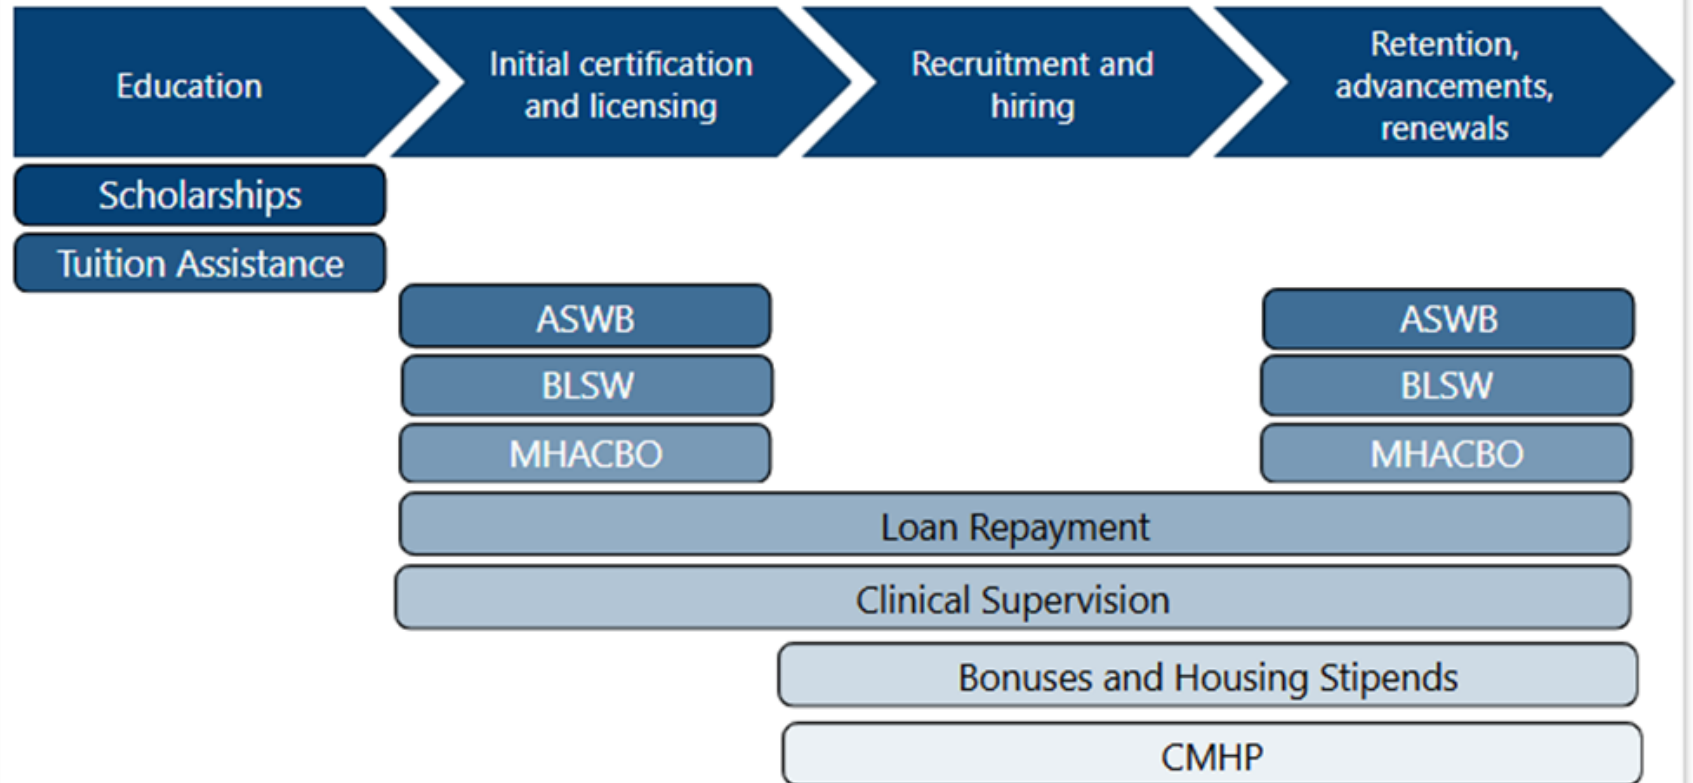 Education
Initial certification
and licensing
Recruitment and
hiring
Retention,
advancements,
renewals
Scholarships
Tuition Assistance
ASWB
ASWB
BLSW
BLSW
MHACBO
MHACBO
Loan Repayment
Clinical Supervision
Bonuses and Housing Stipends
CMHP